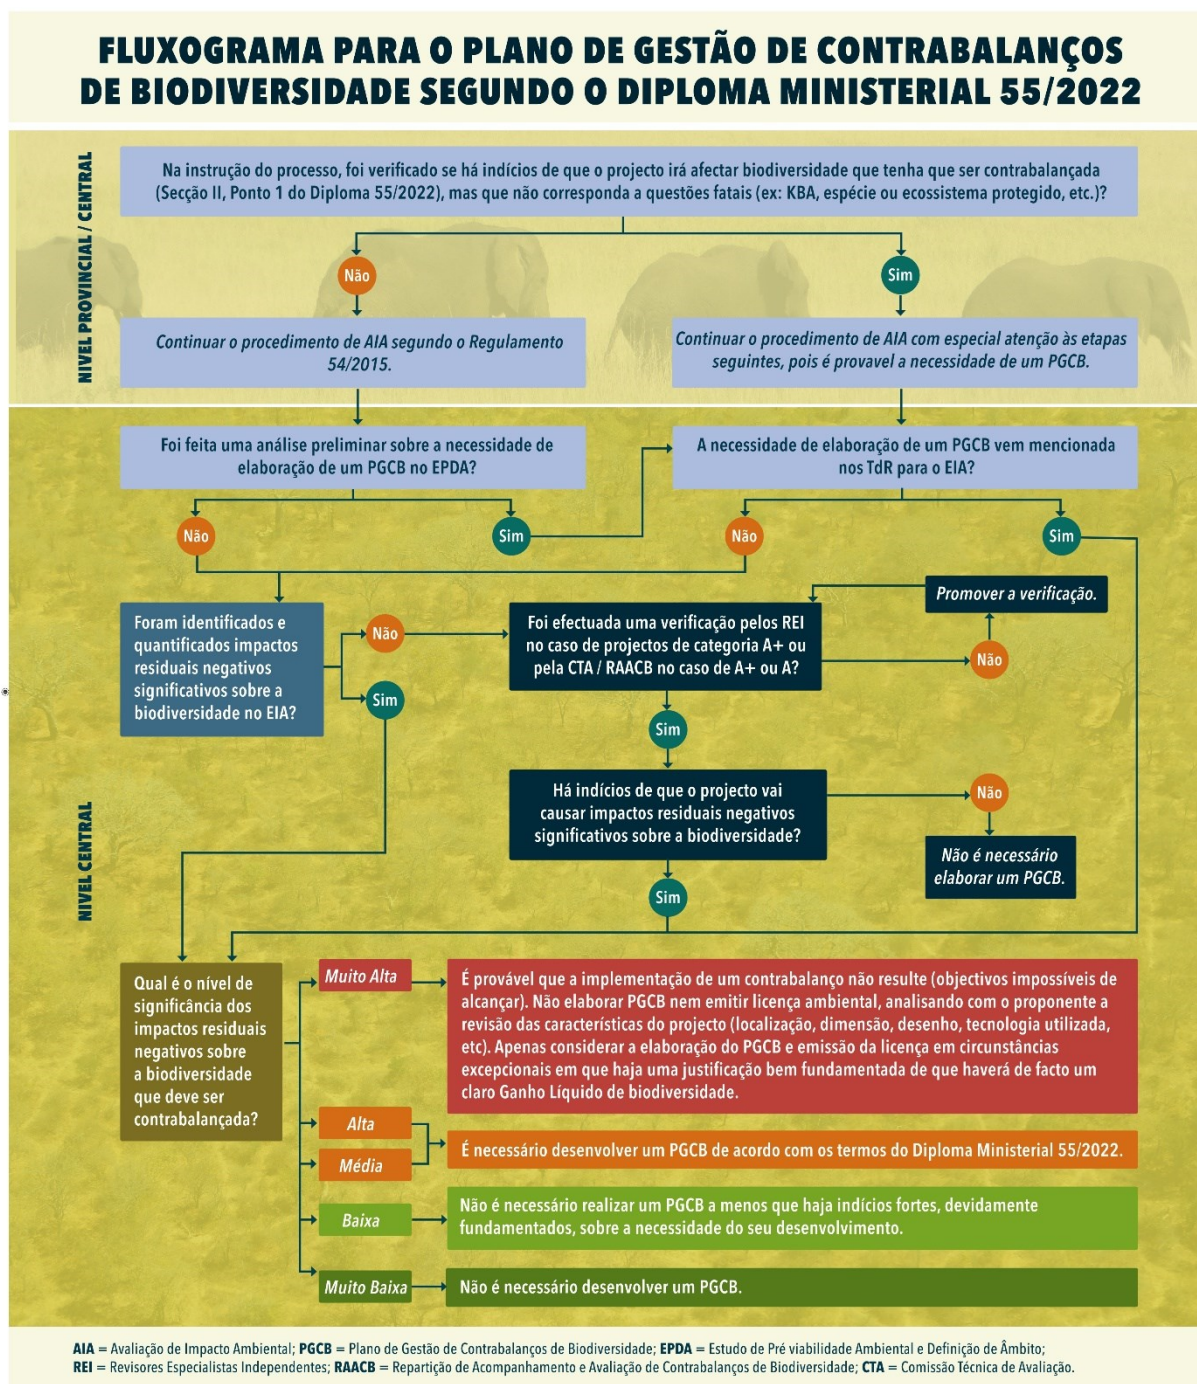 FLUXOGRAMA PARA O PLANO DE GESTÃO DE CONTRABALANÇOS
DE BIODIVERSIDADE SEGUNDO O DIPLOMA MINISTERIAL 55/2022
NIVEL PROVINCIAL / CENTRAL
Na instrução do processo, foi verificado se há indícios de que o projecto irá afectar biodiversidade que tenha que ser contrabalançada
(Secção II, Ponto 1 do Diploma 55/2022), mas que não corresponda a questões fatais (ex: KBA, espécie ou ecossistema protegido, etc.)?
Não
Sim
Continuar o procedimento de AIA segundo o Regulamento
54/2015.
Continuar o procedimento de AIA com especial atenção às etapas
seguintes, pois é provavel a necessidade de um PGCB.
NIVEL CENTRAL
Foi feita uma análise preliminar sobre a necessidade de
elaboração de um PGCB no EPDA?
A necessidade de elaboração de um PGCB vem mencionada
nos TdR para o EIA?
Não
Sim
Não
Sim
Foram identificados e
quantificados impactos
residuais negativos
significativos sobre a
biodiversidade no EIA?
Não
Sim
Foi efectuada uma verificação pelos REI
no caso de projectos de categoria A+ ou
pela CTA / RAACB no caso de A+ ou A?
Promover a verificação.
Não
Sim
Há indícios de que o projecto vai
causar impactos residuais negativos
significativos sobre a biodiversidade?
Não
Não é necessário
elaborar um PGCB.
Sim
Qual é o nível de
significância dos
impactos residuais
negativos sobre
a biodiversidade
que deve ser
contrabalançada?
Muito Alta
É provável que a implementação de um contrabalanço não resulte (objectivos impossíveis de
alcançar). Não elaborar PGCB nem emitir licença ambiental, analisando com o proponente a
revisão das características do projecto (localização, dimensão, desenho, tecnologia utilizada,
etc). Apenas considerar a elaboração do PGCB e emissão da licença em circunstâncias
excepcionais em que haja uma justificação bem fundamentada de que haverá de facto um
claro Ganho Líquido de biodiversidade.
Alta
Média
É necessário desenvolver um PGCB de acordo com os termos do Diploma Ministerial 55/2022.
Baixa
Não é necessário realizar um PGCB a menos que haja indícios fortes, devidamente
fundamentados, sobre a necessidade do seu desenvolvimento.
Muito Baixa
Não é necessário desenvolver um PGCB.
AIA = Avaliação de Impacto Ambiental; PGCB = Plano de Gestão de Contrabalanços de Biodiversidade; EPDA = Estudo de Pré viabilidade Ambiental e Definição de Âmbito;
REI = Revisores Especialistas Independentes; RAACB = Repartição de Acompanhamento e Avaliação de Contrabalanços de Biodiversidade; CTA = Comissão Técnica de Avaliação.